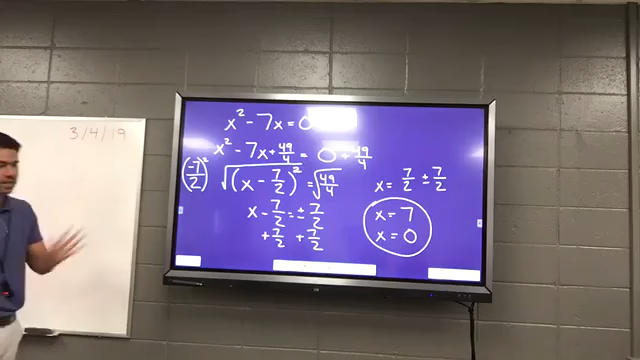 3/4/19
x² - 7x = 0
x² - 7x + 49/4 = 0 + 49/4
(-7/2)² √(x - 7/2)² = √49/4
x - 7/2 = ± 7/2
+ 7/2 + 7/2
x = 7/2 ± 7/2
x = 7
x = 0